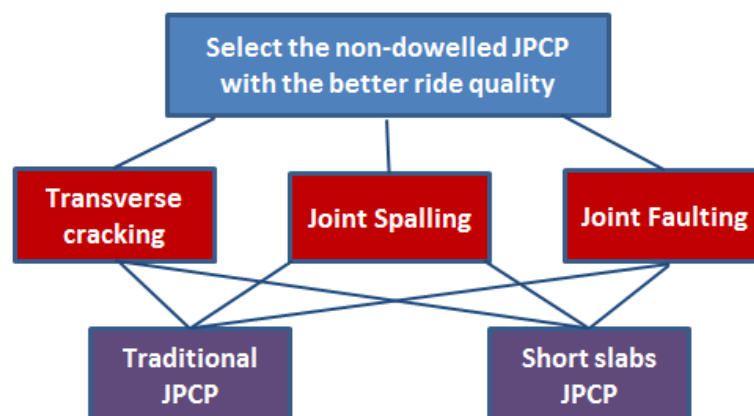 Select the non-dowelled JPCP
with the better ride quality
Transverse
cracking
Joint Spalling
Joint Faulting
Traditional
JPCP
Short slabs
JPCP